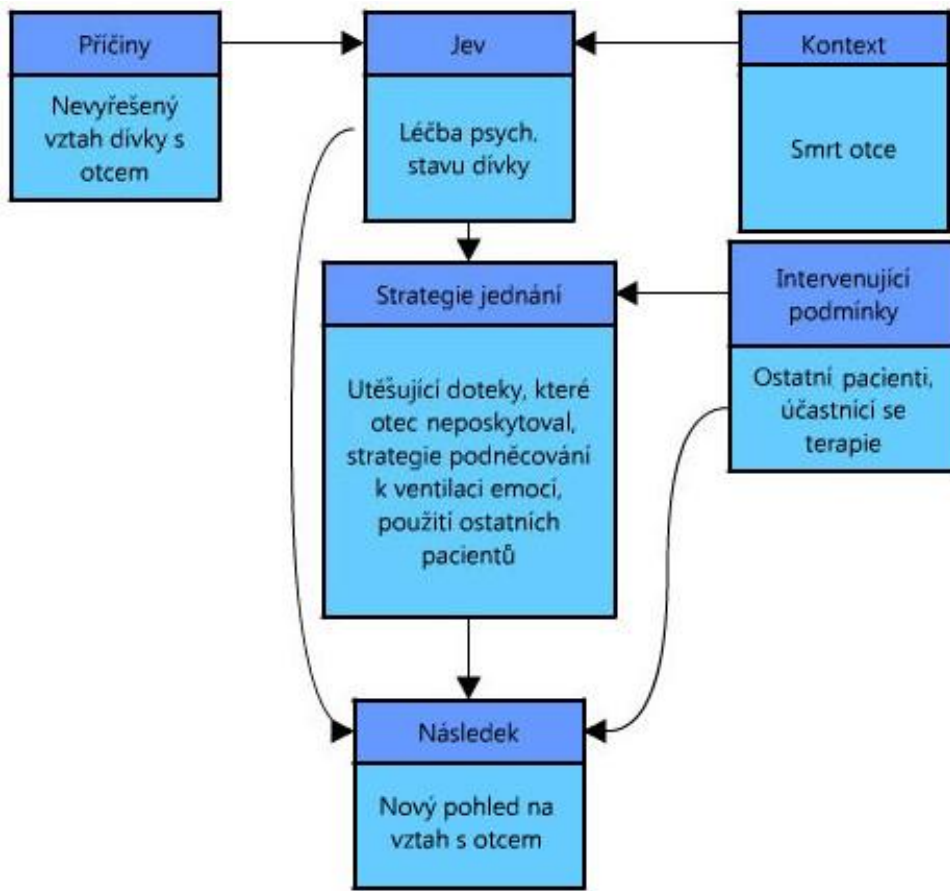 Příčiny
Nevyřešený
vztah dívky s
otcem
Jev
Léčba psych.
stavu dívky
Kontext
Smrt otce
Strategie jednání
Utěšující doteky, které
otec neposkytoval,
strategie podněcování
k ventilaci emocí,
použití ostatních
pacientů
Intervenující
podmínky
Ostatní pacienti,
účastnící se
terapie
Následek
Nový pohled na
vztah s otcem